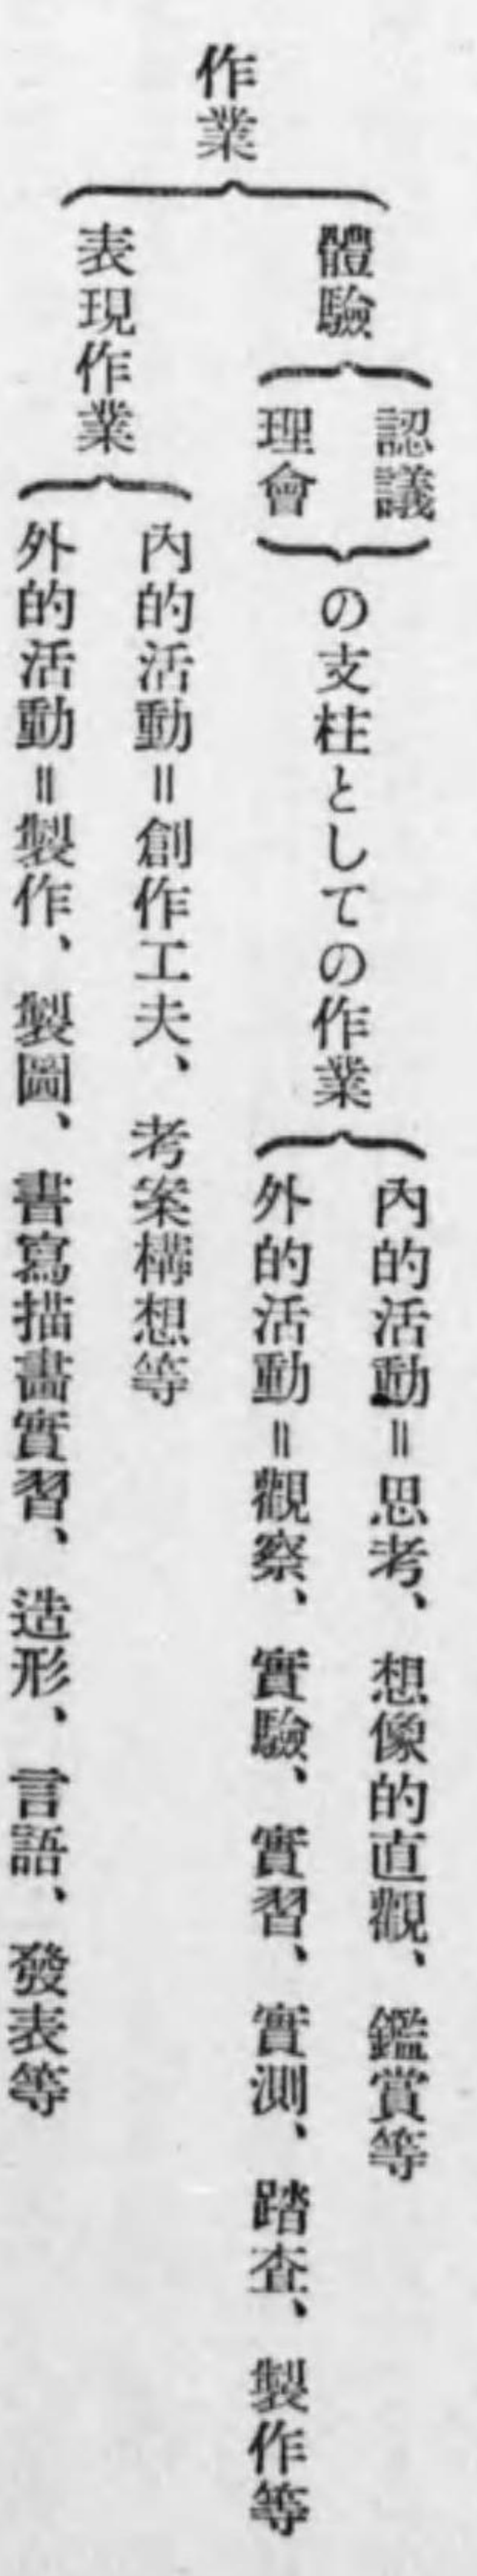 作業
體驗
認議
理會
の支柱としての作業
內的活動＝思考、想像的直觀、鑑賞等
外的活動＝觀察、實驗、實習、實測、踏查、製作等
表現作業
內的活動＝創作工夫、考案構想等
外的活動＝製作、製圖、書寫描畵實習、造形、言語、發表等